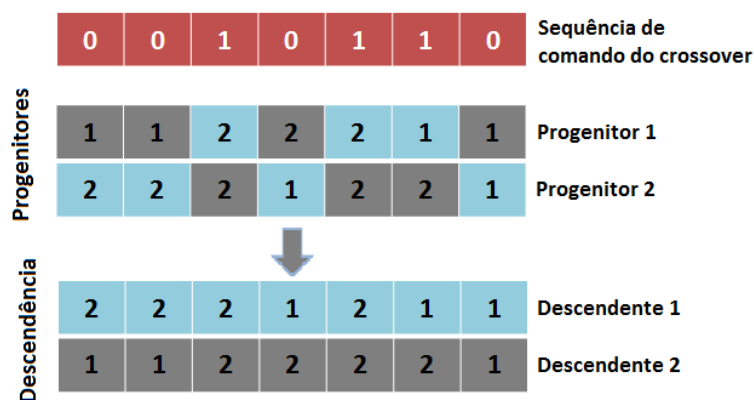 0 0 1 0 1 1 0
Sequência de
comando do crossover
Progenitores
1 1 2 2 2 1 1
Progenitor 1
2 2 2 1 2 2 1
Progenitor 2
Descendência
2 2 2 1 2 1 1
Descendente 1
1 1 2 2 2 2 1
Descendente 2